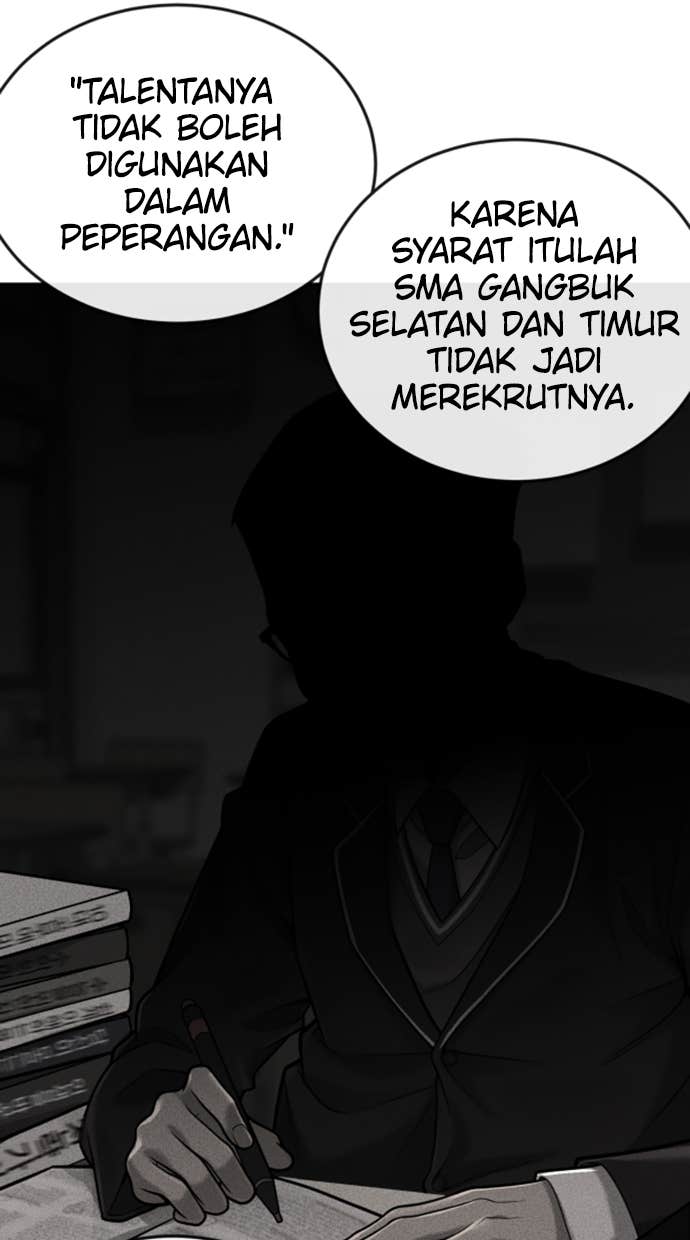 "TALENTANYA
TIDAK BOLEH
DIGUNAKAN
DALAM
PEPERANGAN."
KARENA
SYARAT ITULAH
SMA GANGBUK
SELATAN DAN TIMUR
TIDAK JADI
MEREKRUTNYA.